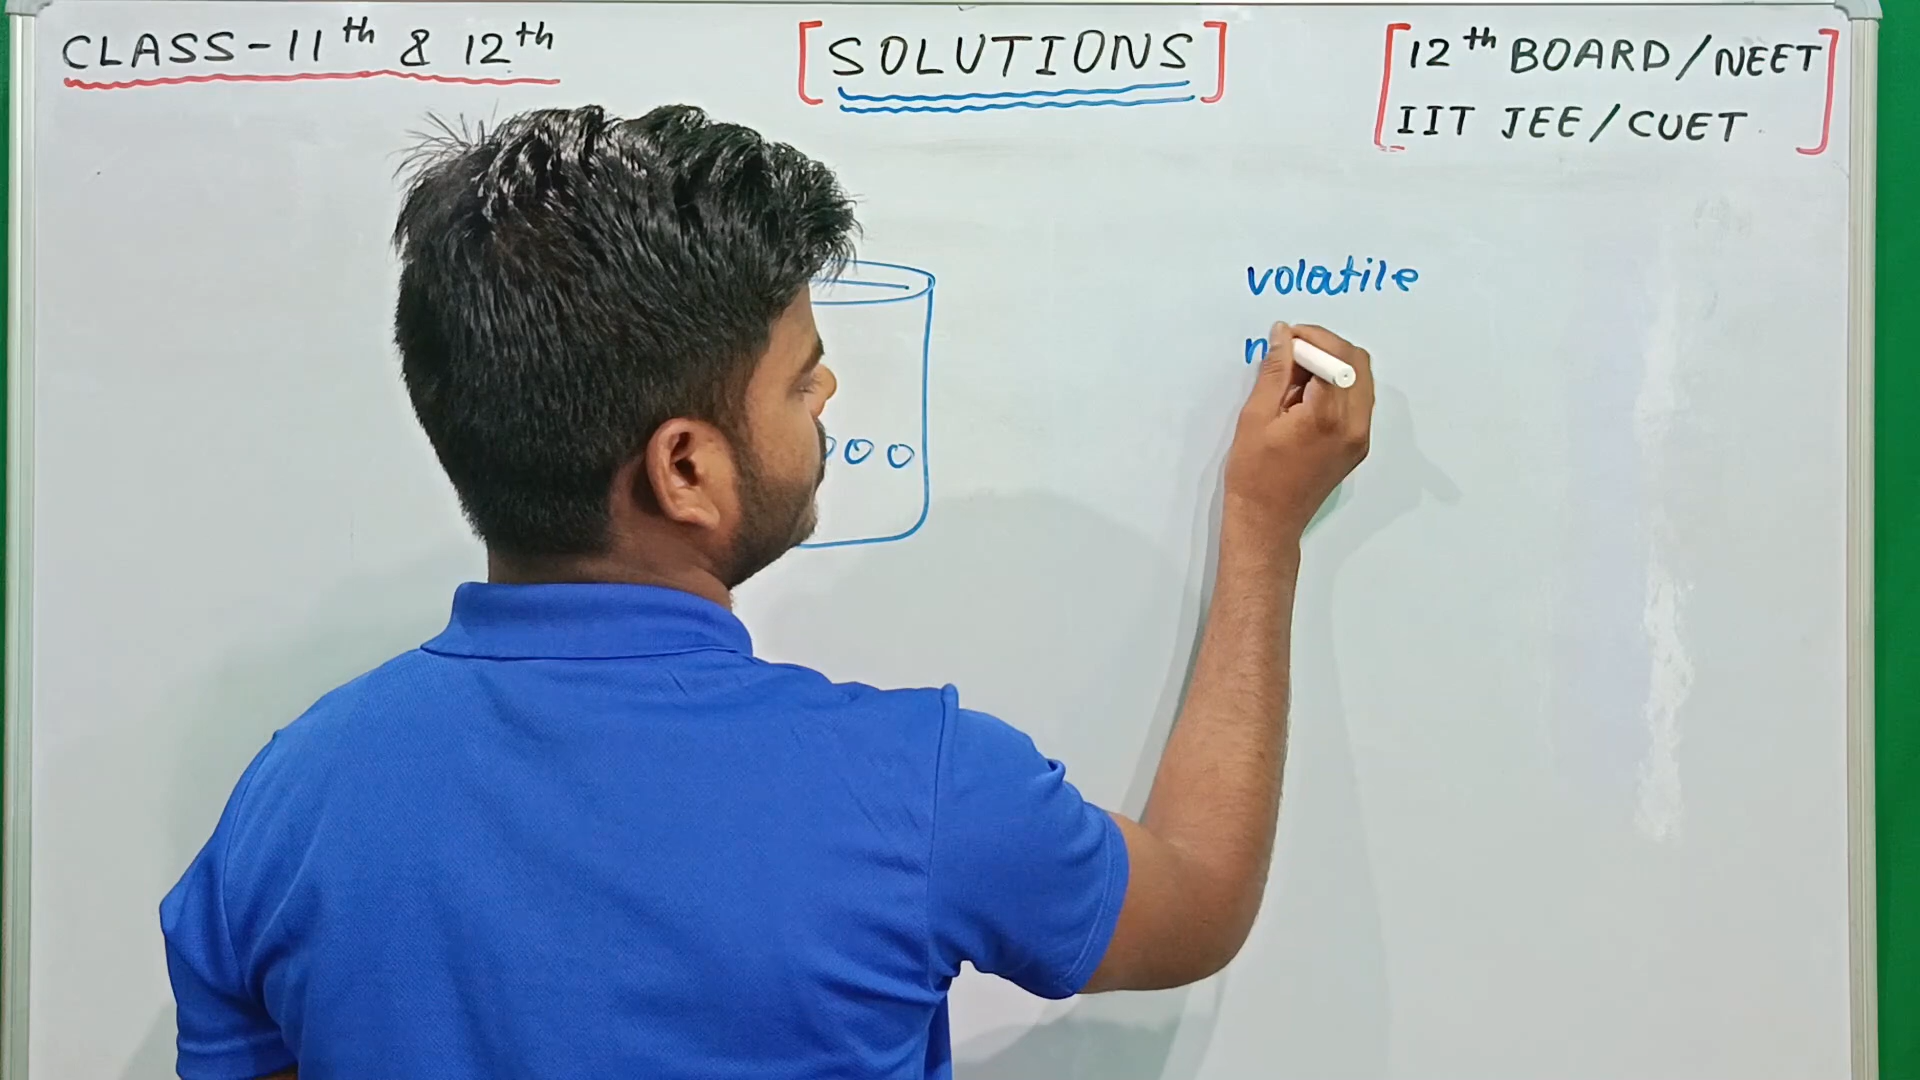 CLASS-11th & 12th
[SOLUTIONS]
[12th BOARD/NEET
IIT JEE/CUET]
volatile
n